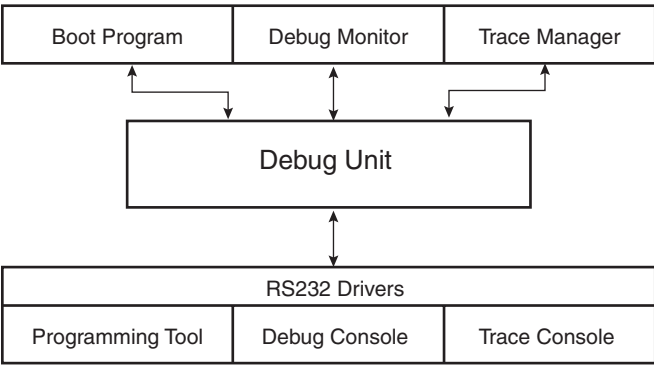 Boot Program
Debug Monitor
Trace Manager
Debug Unit
RS232 Drivers
Programming Tool
Debug Console
Trace Console